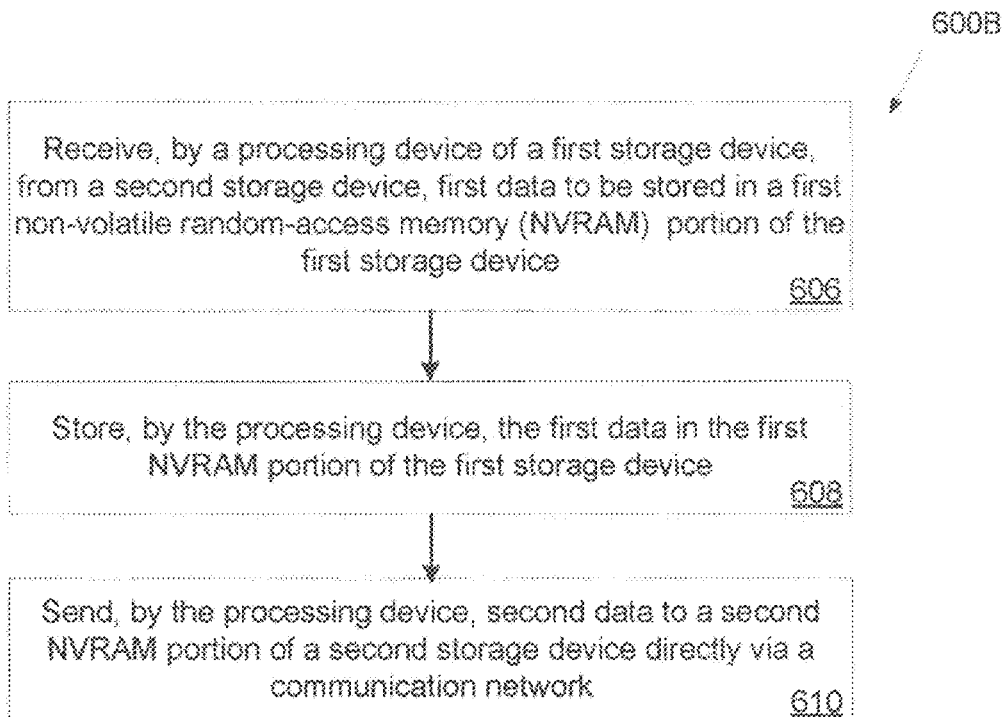 600B
Receive, by a processing device of a first storage device,
from a second storage device, first data to be stored in a first
non-volatile random-access memory (NVRAM) portion of the
first storage device
606
Store, by the processing device, the first data in the first
NVRAM portion of the first storage device
608
Send, by the processing device, second data to a second
NVRAM portion of a second storage device directly via a
communication network
610